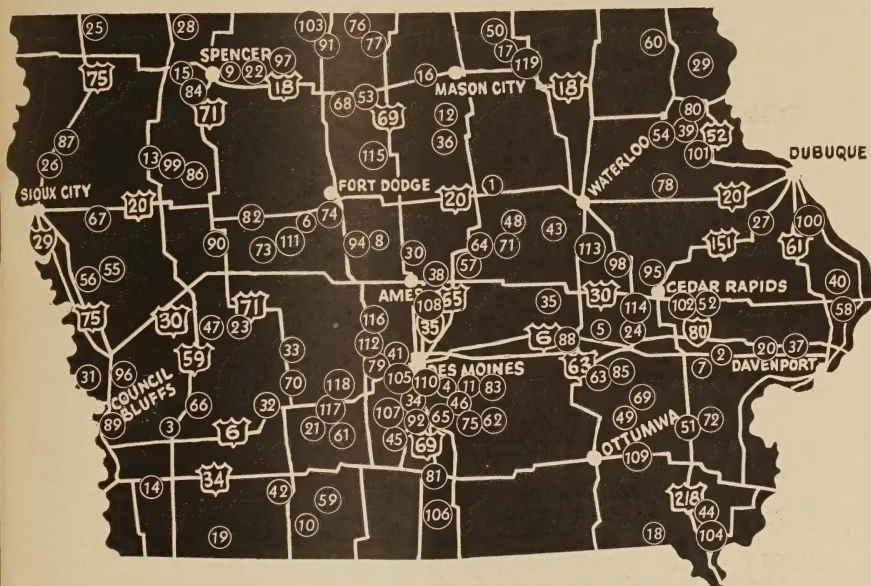 25 28 103 76 50 60
91 77 17
SPENCER
75 15 9 22 97 16 119 29
84 18 68 53 MASON CITY 18
71 69 12 80
54 39 52
87 36 101
26 13 99 86 115 DUBUQUE
SIOUX CITY FORT DODGE WATERLOO
20 20 1 78 20
67 82 6 74 48 43 27 100
29 73 111 94 8 64 71 113 151 61
90 30 57 98 95
56 55 38 40
AMES CEDAR RAPIDS
75 30 71 108 65 35 30 114 102 52 58
47 23 116 35 6 88 5 24 80
59 33 112 41 2 20 37
31 96 79 DES MOINES 63 63 85 7 DAVENPORT
COUNCIL BLUFFS
70 118 105 110 4 11 83 69
66 32 117 34 46 49
89 3 6 21 61 107 92 65 75 62 51 72
45 69 OTTUMWA
34 81 109
14 42 59 218
19 10 106 18 44
104